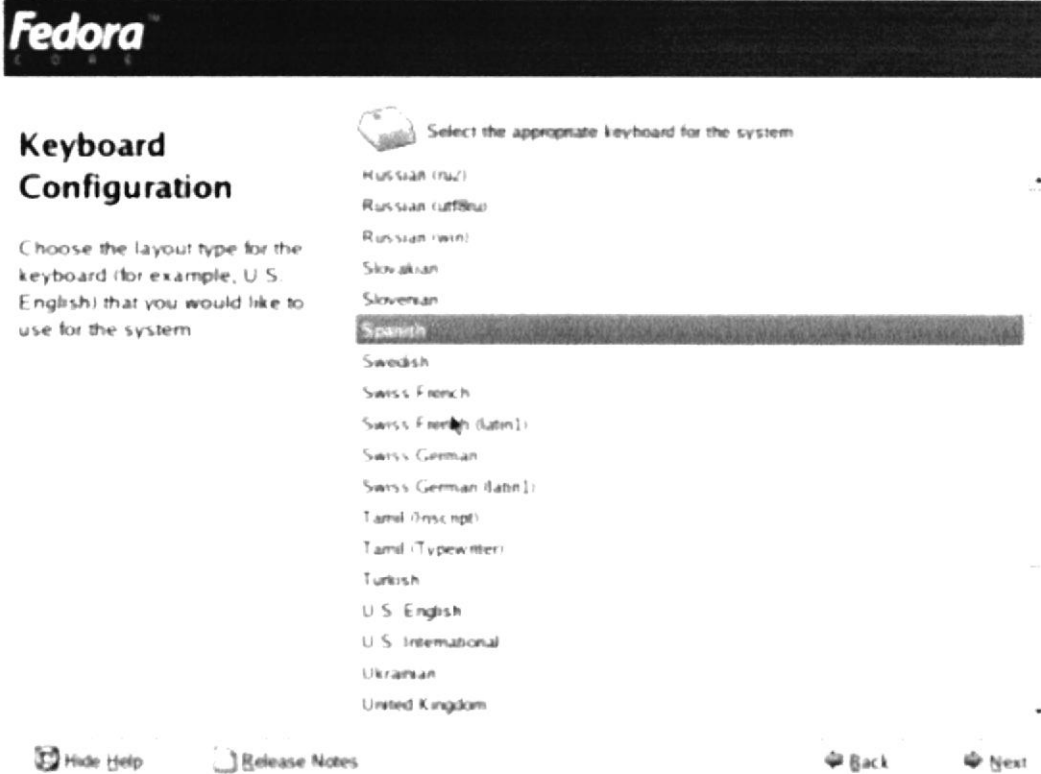 Fedora™
CORE
Keyboard
Configuration
Choose the layout type for the
keyboard (for example, U.S.
English) that you would like to
use for the system
Select the appropriate keyboard for the system
Russian (ru2)
Russian (utf8ru)
Russian (win)
Slovakian
Slovenian
Spanish
Swedish
Swiss French
Swiss French (latin1)
Swiss German
Swiss German (latin1)
Tamil (Inscript)
Tamil (Typewriter)
Turkish
U.S. English
U.S. International
Ukrainian
United Kingdom
Hide Help
Release Notes
Back
Next